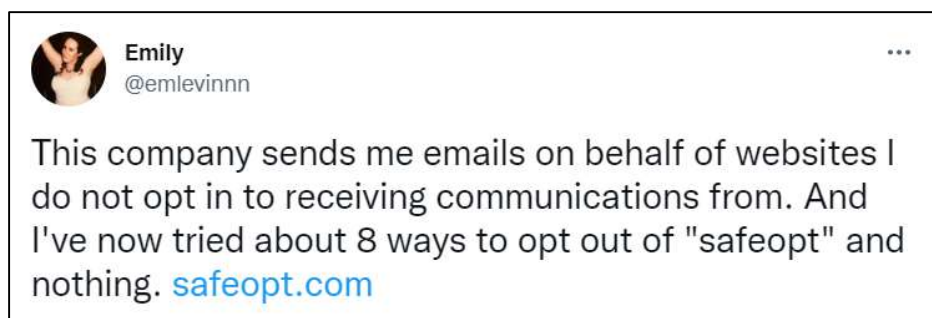 Emily
@emlevinnn
This company sends me emails on behalf of websites I
do not opt in to receiving communications from. And
I've now tried about 8 ways to opt out of "safeopt" and
nothing. safeopt.com